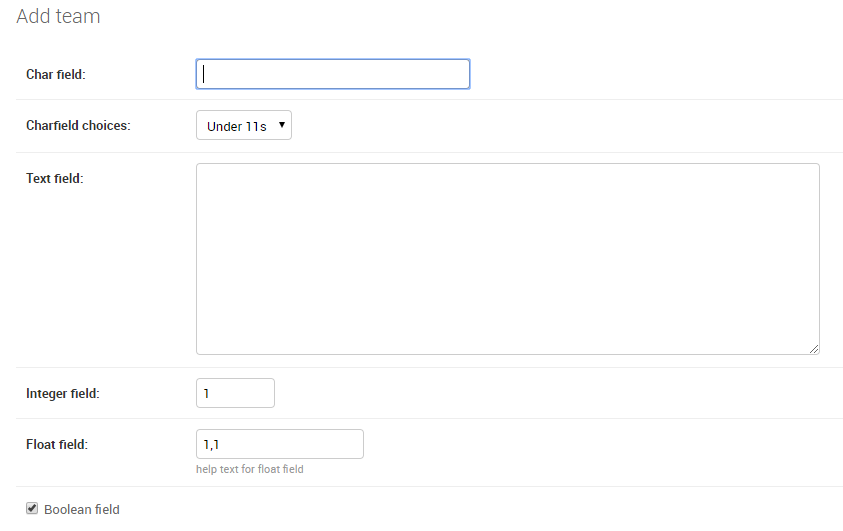 Add team
Char field:
Charfield choices: Under 11s
Text field:
Integer field: 1
Float field: 1,1
help text for float field
Boolean field